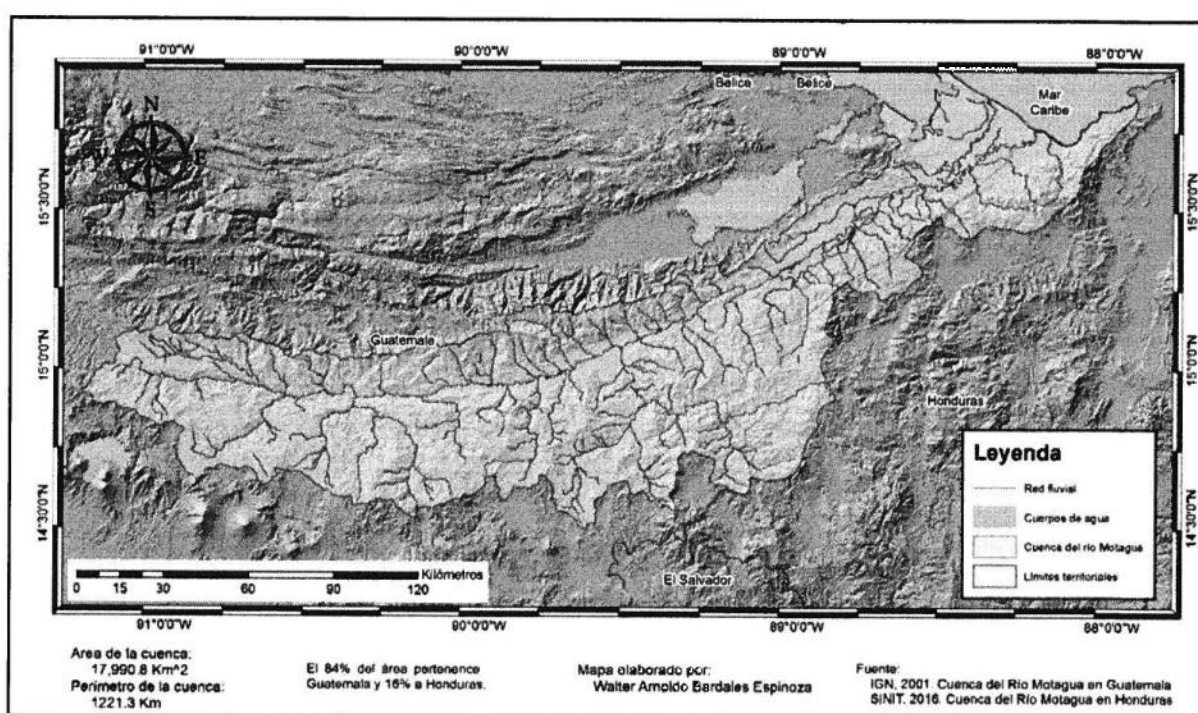 91°0'0"W 90°0'0"W 89°0'0"W 88°0'0"W
Belice Belice
Mar
Caribe
N
E
S
15°30'0"N 15°30'0"N
Guatemala
15°0'0"N 15°0'0"N
Honduras
Leyenda
Red fluvial
Cuerpos de agua
Cuenca del río Motagua
Límites territoriales
14°30'0"N 14°30'0"N
El Salvador
Kilómetros
0 15 30 60 90 120
91°0'0"W 90°0'0"W 89°0'0"W 88°0'0"W
Area de la cuenca:
17,990.8 Km^2
Perimetro de la cuenca:
1221.3 Km
El 84% del área pertenence
Guatemala y 16% a Honduras.
Mapa elaborado por:
Walter Arnoldo Bardales Espinoza
Fuente:
IGN, 2001. Cuenca del Río Motagua en Guatemala
SINIT. 2016. Cuenca del Río Motagua en Honduras